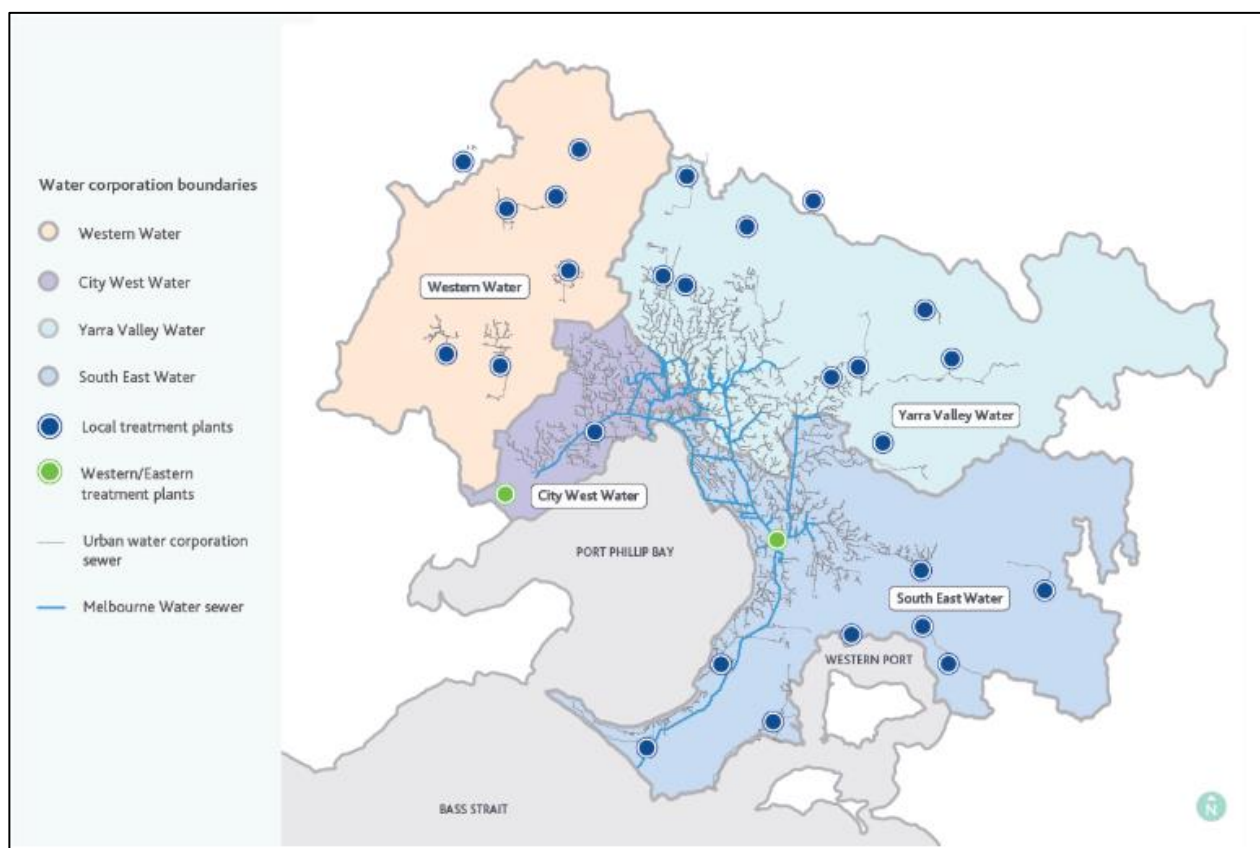 Water corporation boundaries
Western Water
City West Water
Yarra Valley Water
South East Water
Local treatment plants
Western/Eastern
treatment plants
Urban water corporation
sewer
Melbourne Water sewer
Western Water
Yarra Valley Water
City West Water
PORT PHILLIP BAY
South East Water
WESTERN PORT
BASS STRAIT
N